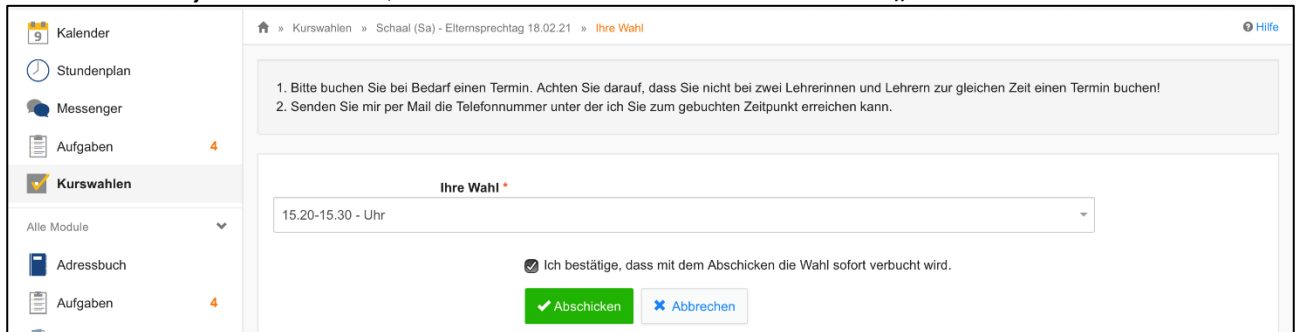 9 Kalender
Stundenplan
Messenger
Aufgaben 4
Kurswahlen
Alle Module
Adressbuch
Aufgaben 4
» Kurswahlen » Schaal (Sa) - Elternsprechtag 18.02.21 » Ihre Wahl
Hilfe
1. Bitte buchen Sie bei Bedarf einen Termin. Achten Sie darauf, dass Sie nicht bei zwei Lehrerinnen und Lehrern zur gleichen Zeit einen Termin buchen!
2. Senden Sie mir per Mail die Telefonnummer unter der ich Sie zum gebuchten Zeitpunkt erreichen kann.
Ihre Wahl *
15.20-15.30 - Uhr
Ich bestätige, dass mit dem Abschicken die Wahl sofort verbucht wird.
Abschicken Abbrechen